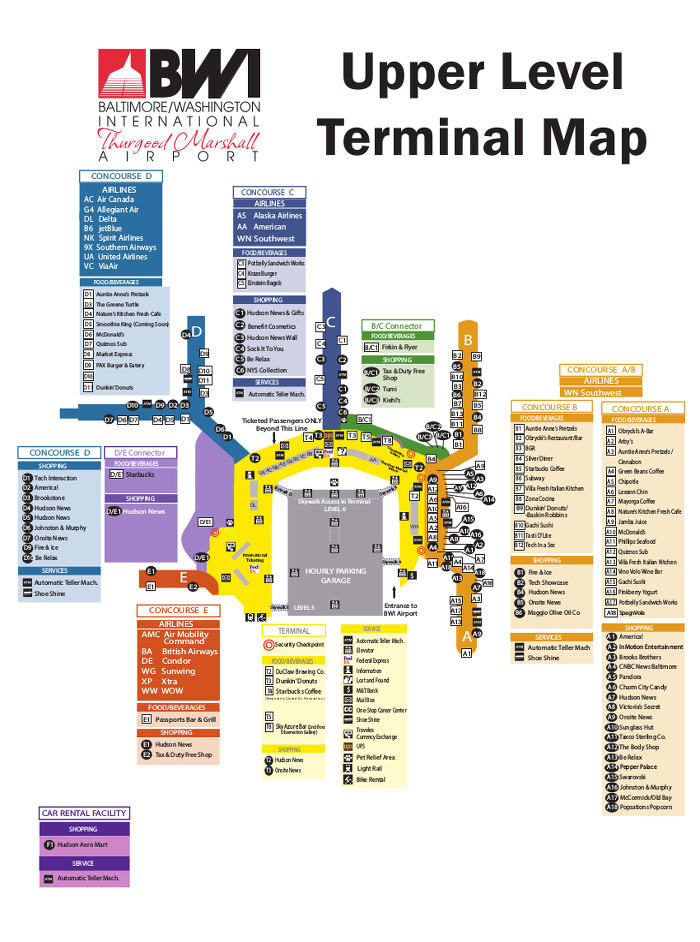 BWI
BALTIMORE/WASHINGTON
INTERNATIONAL
Thurgood Marshall
AIRPORT
Upper Level
Terminal Map
CONCOURSE D
AIRLINES
AC Air Canada
G4 Allegiant Air
DL Delta
B6 jetBlue
NK Spirit Airlines
9X Southern Airways
UA United Airlines
VC ViaAir
FOOD/BEVERAGES
D1 Auntie Anne's Pretzels
D3 The Greene Turtle
D4 Nature's Kitchen Fresh Cafe
D5 Smoothie King (Coming Soon)
D6 McDonald's
D7 Quiznos Sub
D8 Market Express
D9 PAX Burger & Eatery
D10
D11 Dunkin' Donuts
CONCOURSE C
AIRLINES
AS Alaska Airlines
AA American
WN Southwest
FOOD/BEVERAGES
C3 Potbelly Sandwich Works
C4 Kraze Burger
C5 Einstein Bagels
SHOPPING
C1 Hudson News & Gifts
C2 Benefit Cosmetics
C3 Hudson News Wall
C4 Sock It To You
C5 Be Relax
C6 NYS Collection
SERVICES
ATM Automatic Teller Mach.
B/C Connector
FOOD/BEVERAGES
B/C1 Firkin & Flyer
SHOPPING
B/C1 Tax & Duty Free
Shop
B/C2 Tumi
B/C3 Kiehl's
CONCOURSE A/B
AIRLINES
WN Southwest
CONCOURSE B
FOOD/BEVERAGES
B1 Auntie Anne's Pretzels
B2 Obrycki's Restaurant/Bar
B3 BGR
B4 Silver Diner
B5 Starbucks Coffee
B6 Subway
B7 Villa Fresh Italian Kitchen
B8 Zona Cocina
B9 Dunkin' Donuts/
Baskin Robbins
B10 Gachi Sushi
B11 Tasti D'Lite
B12 Tech In a Sec
SHOPPING
B1 Fire & Ice
B2 Tech Showcase
B4 Hudson News
B5 Onsite News
B6 Maggio Olive Oil Co
SERVICES
ATM Automatic Teller Mach
Shoe Shine
CONCOURSE A
FOOD/BEVERAGES
A1 Obrycki's A-Bar
A2 Arby's
A3 Auntie Anne's Pretzels /
Cinnabon
A4 Green Beans Coffee
A5 Chipotle
A6 Leeann Chin
A7 Mayorga Coffee
A8 Nature's Kitchen Fresh Cafe
A9 Jamba Juice
A10 McDonald's
A11 Phillips Seafood
A12 Quiznos Sub
A13 Villa Fresh Italian Kitchen
A14 Vino Volo Wine Bar
A15 Gachi Sushi
A16 Pinkberry Yogurt
A17 Potbelly Sandwich Works
A18
SHOPPING
A1 America!
A2 InMotion Entertainment
A3 Brooks Brothers
A4 CNBC News Baltimore
A5 Pandora
A6 Charm City Candy
A7 Hudson News
A8 Victoria's Secret
A9 Onsite News
A10 Sunglass Hut
A11 Taxco Sterling Co.
A12 The Body Shop
A13 Be Relax
A14 Pepper Palace
A15 Swarovski
A16 Johnston & Murphy
A17 McCormick/Old Bay
A18 Popsations Popcorn
Ticketed Passengers ONLY
Beyond This Line
Skywalk Access to Terminal
LEVEL 6
HOURLY PARKING
GARAGE
LEVEL 5
International
Ticketing
Entrance to
BWI Airport
A
B
C
D
E
CONCOURSE D
SHOPPING
D1 Tech Interaction
D2 America!
D3 Brookstone
D4 Hudson News
D5 Hudson News
D6 Johnston & Murphy
D7 Onsite News
D9 Fire & Ice
Be Relax
SERVICES
ATM Automatic Teller Mach.
Shoe Shine
D/E Connector
FOOD/BEVERAGES
D/E Starbucks
SHOPPING
D/E1 Hudson News
CONCOURSE E
AIRLINES
AMC Air Mobility
Command
BA British Airways
DE Condor
WG Sunwing
XP Xtra
WW WOW
FOOD/BEVERAGES
E1 Passports Bar & Grill
SHOPPING
E1 Hudson News
E2 Tax & Duty Free Shop
TERMINAL
Security Checkpoint
FOOD/BEVERAGES
T2 DuClaw Brewing Co.
T3 Dunkin' Donuts
T4 Starbucks Coffee
T5
T8 Sky Azure Bar (2nd Floor
Observation Gallery)
SHOPPING
T2 Hudson News
T3 Onsite News
SERVICE
ATM Automatic Teller Mach.
Elevator
FedEx Federal Express
Information
Lost and Found
M&T Bank
Mail Box
One-Stop Career Center
Shoe Shine
Travelex
Currency Exchange
UPS UPS
Pet Relief Area
Light Rail
Bike Rental
CAR RENTAL FACILITY
SHOPPING
F1 Hudson Aero Mart
SERVICE
ATM Automatic Teller Mach.